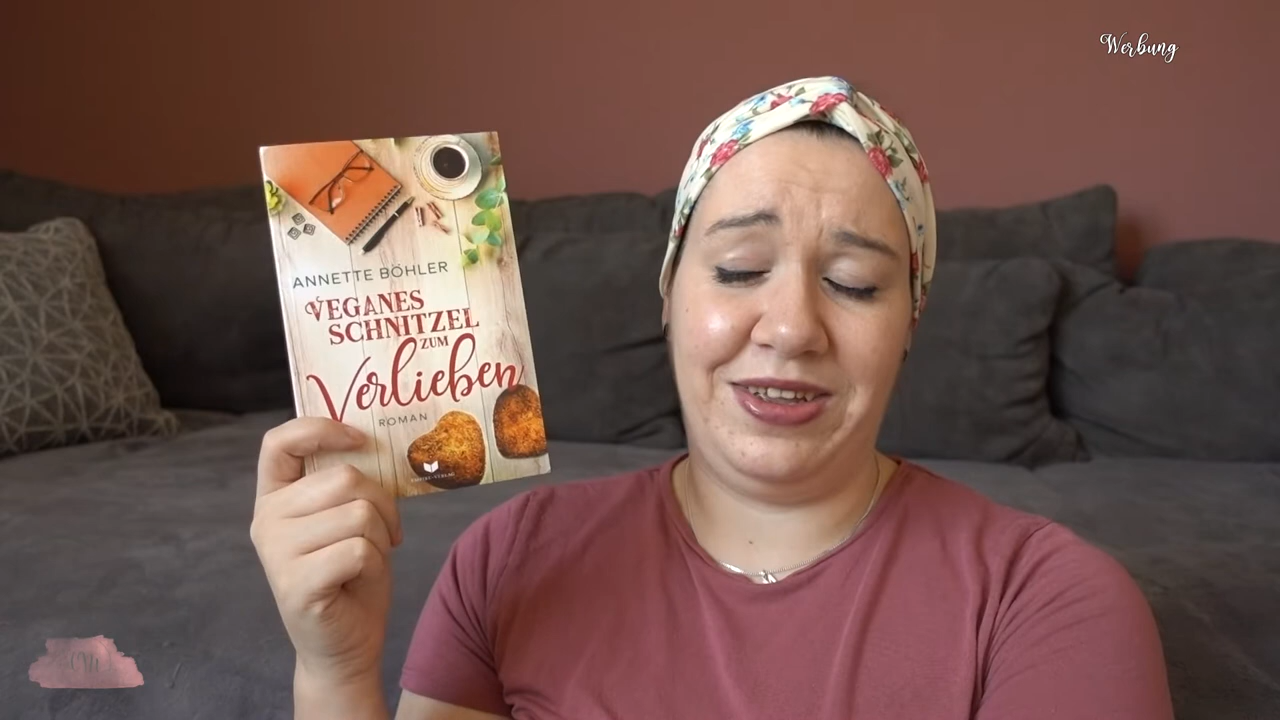 Werbung
ANNETTE BÖHLER
VEGANES
SCHNITZEL
ZUM
Verlieben
ROMAN